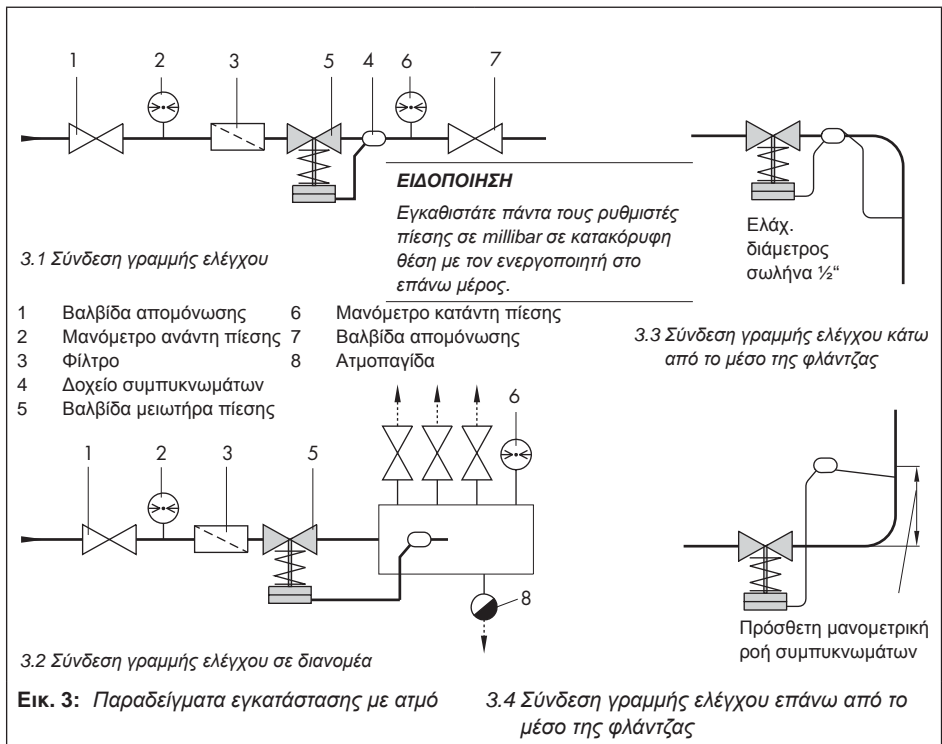 1 2 3 5 4 6 7
ΕΙΔΟΠΟΙΗΣΗ
Εγκαθιστάτε πάντα τους ρυθμιστές
πίεσης σε millibar σε κατακόρυφη
θέση με τον ενεργοποιητή στο
επάνω μέρος.
3.1 Σύνδεση γραμμής ελέγχου
Ελάχ.
διάμετρος
σωλήνα ½“
3.3 Σύνδεση γραμμής ελέγχου κάτω
από το μέσο της φλάντζας
1 Βαλβίδα απομόνωσης
2 Μανόμετρο ανάντη πίεσης
3 Φίλτρο
4 Δοχείο συμπυκνωμάτων
5 Βαλβίδα μειωτήρα πίεσης
6 Μανόμετρο κατάντη πίεσης
7 Βαλβίδα απομόνωσης
8 Ατμοπαγίδα
1 2 3 5 6
8
3.2 Σύνδεση γραμμής ελέγχου σε διανομέα
Πρόσθετη μανομετρική
ροή συμπυκνωμάτων
Εικ. 3: Παραδείγματα εγκατάστασης με ατμό
3.4 Σύνδεση γραμμής ελέγχου επάνω από το
μέσο της φλάντζας